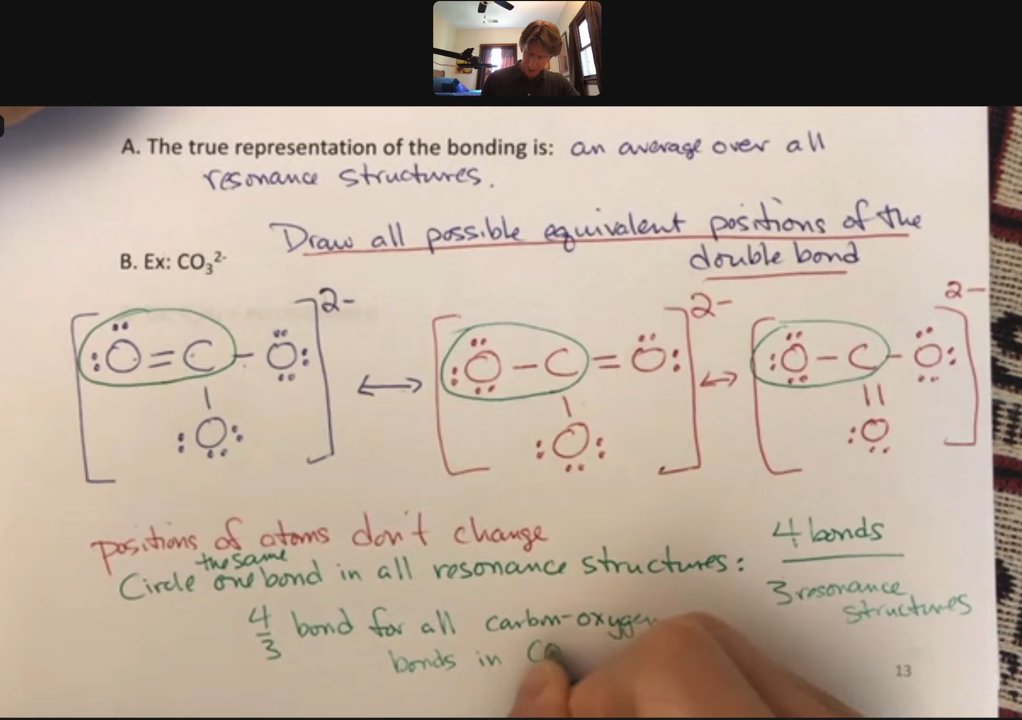 A. The true representation of the bonding is: an average over all
resonance structures.
Draw all possible equivalent positions of the
double bond
B. Ex: CO₃²⁻
[:Ö=C-Ö:]2- ↔ [:Ö-C=Ö:]2- ↔ [:Ö-C-Ö:]2-
| | ||
:O: :O: :O
positions of atoms don't change
Circle the same one bond in all resonance structures:
4 bonds
3 resonance
structures
4/3 bond for all carbon-oxygen
bonds in CO
13